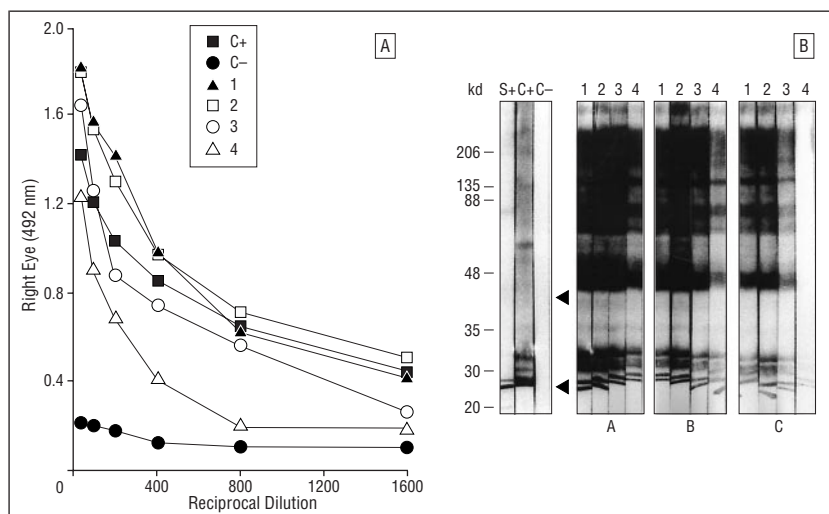 A
Right Eye (492 nm)
2.0
1.6
1.2
0.8
0.4
0 400 800 1200 1600
Reciprocal Dilution
C+
C–
1
2
3
4
B
kd S+ C+ C– 1 2 3 4 1 2 3 4 1 2 3 4
206
135
88
48
35
30
20
A B C